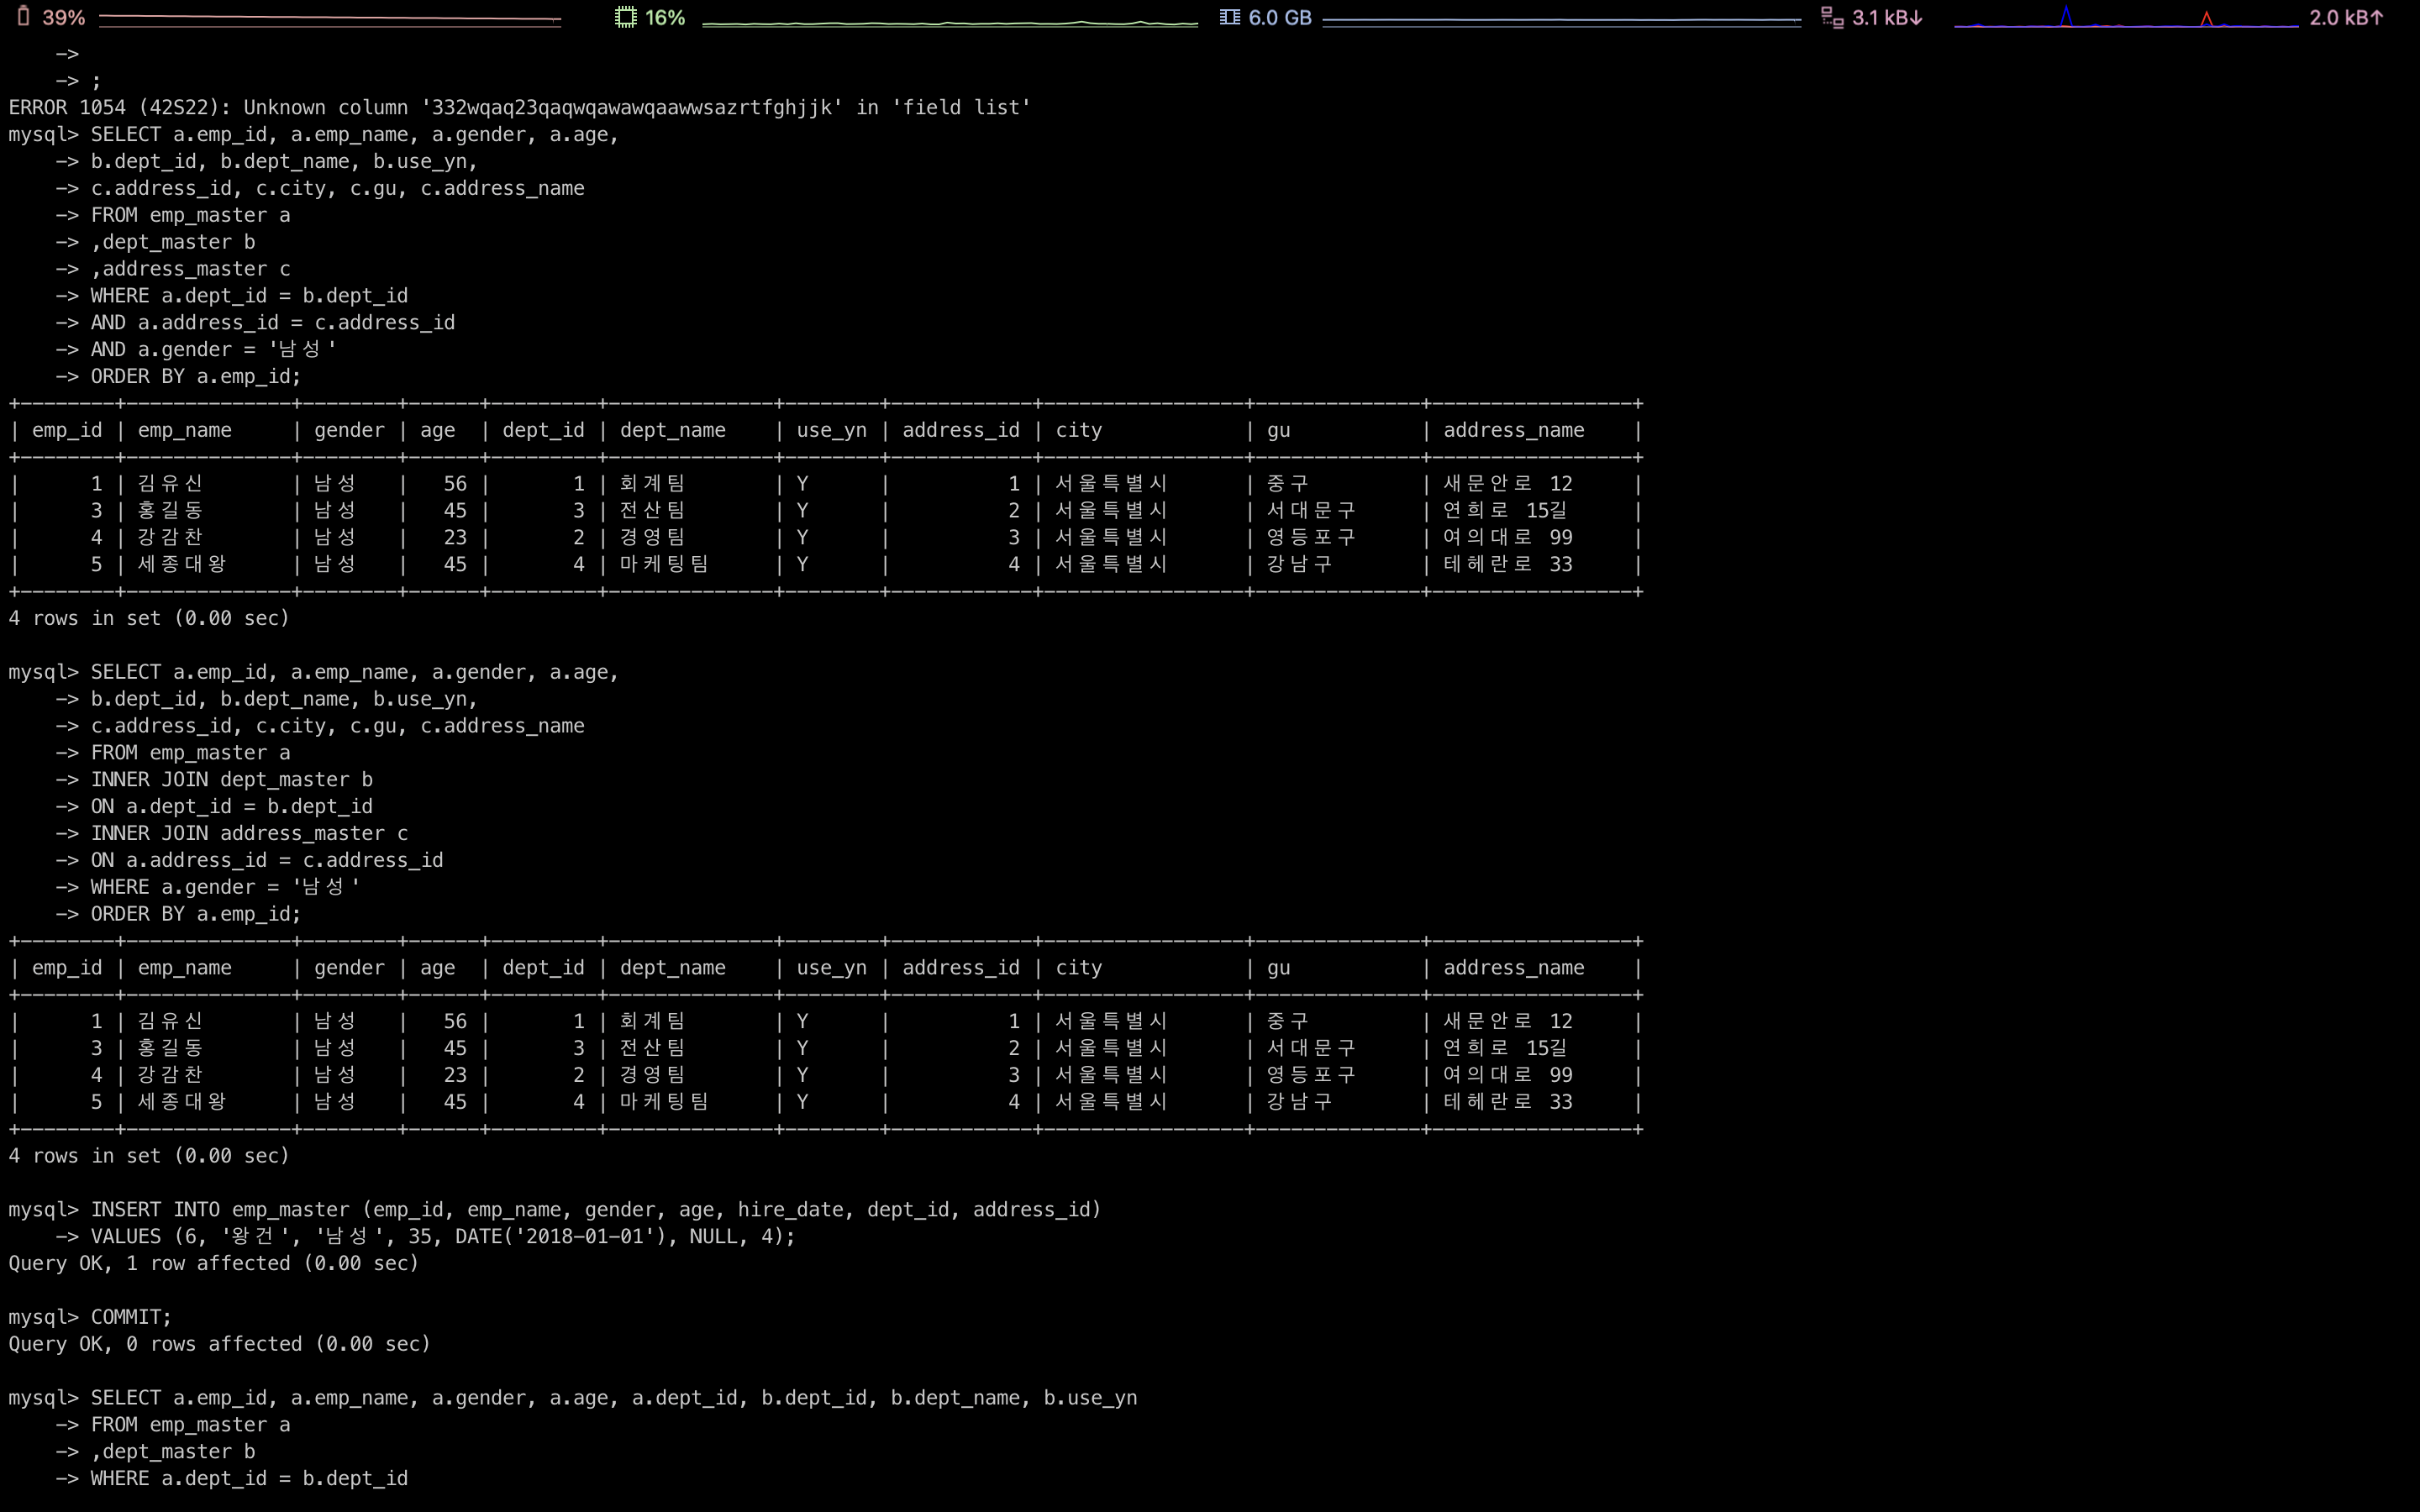 39% 16% 6.0 GB 3.1 kB↓ 2.0 kB↑
->
-> ;
ERROR 1054 (42S22): Unknown column '332wqaq23qaqwqawawqaawwsazrtfghjjk' in 'field list'
mysql> SELECT a.emp_id, a.emp_name, a.gender, a.age,
-> b.dept_id, b.dept_name, b.use_yn,
-> c.address_id, c.city, c.gu, c.address_name
-> FROM emp_master a
-> ,dept_master b
-> ,address_master c
-> WHERE a.dept_id = b.dept_id
-> AND a.address_id = c.address_id
-> AND a.gender = '남성'
-> ORDER BY a.emp_id;
| emp_id | emp_name | gender | age | dept_id | dept_name | use_yn | address_id | city | gu | address_name |
| 1 | 김유신 | 남성 | 56 | 1 | 회계팀 | Y | 1 | 서울특별시 | 중구 | 새문안로 12 |
| 3 | 홍길동 | 남성 | 45 | 3 | 전산팀 | Y | 2 | 서울특별시 | 서대문구 | 연희로 15길 |
| 4 | 강감찬 | 남성 | 23 | 2 | 경영팀 | Y | 3 | 서울특별시 | 영등포구 | 여의대로 99 |
| 5 | 세종대왕 | 남성 | 45 | 4 | 마케팅팀 | Y | 4 | 서울특별시 | 강남구 | 테헤란로 33 |
4 rows in set (0.00 sec)
mysql> SELECT a.emp_id, a.emp_name, a.gender, a.age,
-> b.dept_id, b.dept_name, b.use_yn,
-> c.address_id, c.city, c.gu, c.address_name
-> FROM emp_master a
-> INNER JOIN dept_master b
-> ON a.dept_id = b.dept_id
-> INNER JOIN address_master c
-> ON a.address_id = c.address_id
-> WHERE a.gender = '남성'
-> ORDER BY a.emp_id;
| emp_id | emp_name | gender | age | dept_id | dept_name | use_yn | address_id | city | gu | address_name |
| 1 | 김유신 | 남성 | 56 | 1 | 회계팀 | Y | 1 | 서울특별시 | 중구 | 새문안로 12 |
| 3 | 홍길동 | 남성 | 45 | 3 | 전산팀 | Y | 2 | 서울특별시 | 서대문구 | 연희로 15길 |
| 4 | 강감찬 | 남성 | 23 | 2 | 경영팀 | Y | 3 | 서울특별시 | 영등포구 | 여의대로 99 |
| 5 | 세종대왕 | 남성 | 45 | 4 | 마케팅팀 | Y | 4 | 서울특별시 | 강남구 | 테헤란로 33 |
4 rows in set (0.00 sec)
mysql> INSERT INTO emp_master (emp_id, emp_name, gender, age, hire_date, dept_id, address_id)
-> VALUES (6, '왕건', '남성', 35, DATE('2018-01-01'), NULL, 4);
Query OK, 1 row affected (0.00 sec)
mysql> COMMIT;
Query OK, 0 rows affected (0.00 sec)
mysql> SELECT a.emp_id, a.emp_name, a.gender, a.age, a.dept_id, b.dept_id, b.dept_name, b.use_yn
-> FROM emp_master a
-> ,dept_master b
-> WHERE a.dept_id = b.dept_id